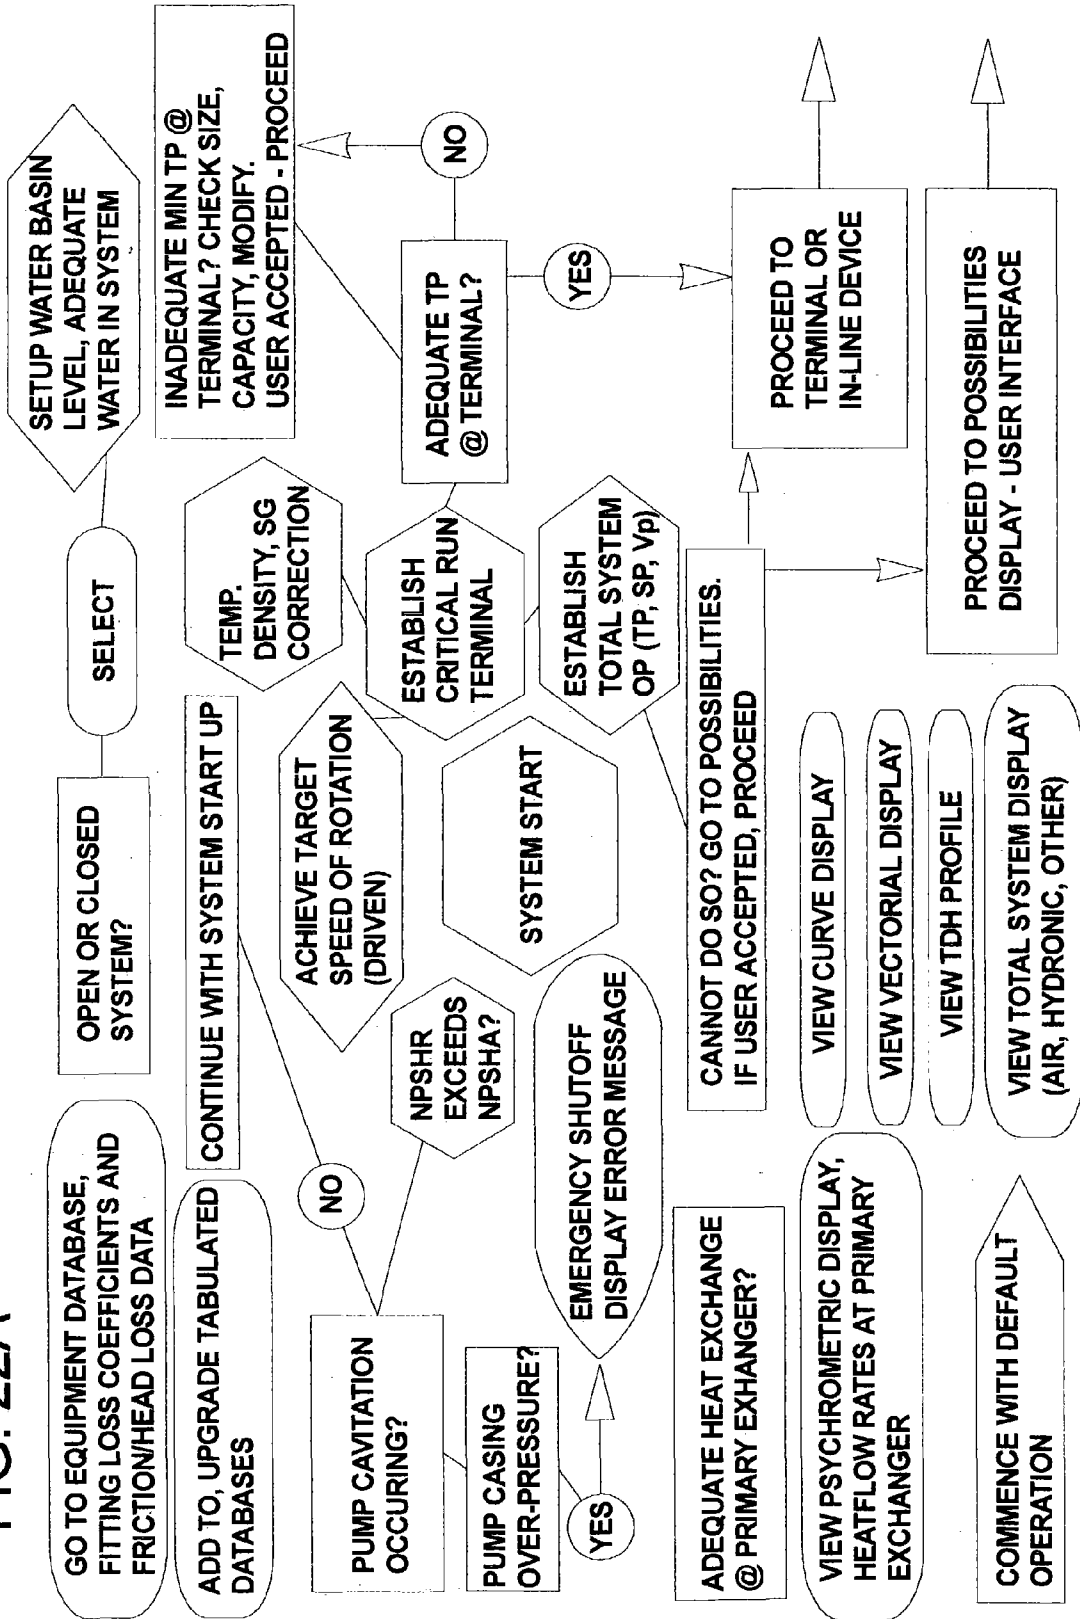 FIG. 22A
GO TO EQUIPMENT DATABASE,
FITTING LOSS COEFFICIENTS AND
FRICTION/HEAD LOSS DATA
OPEN OR CLOSED
SYSTEM?
SELECT
SETUP WATER BASIN
LEVEL, ADEQUATE
WATER IN SYSTEM
ADD TO, UPGRADE TABULATED
DATABASES
CONTINUE WITH SYSTEM START UP
TEMP.
DENSITY, SG
CORRECTION
INADEQUATE MIN TP @
TERMINAL? CHECK SIZE,
CAPACITY, MODIFY.
USER ACCEPTED - PROCEED
NO
ACHIEVE TARGET
SPEED OF ROTATION
(DRIVEN)
PUMP CAVITATION
OCCURING?
NPSHR
EXCEEDS
NPSHA?
ESTABLISH
CRITICAL RUN
TERMINAL
ADEQUATE TP
@ TERMINAL?
NO
SYSTEM START
PUMP CASING
OVER-PRESSURE?
YES
EMERGENCY SHUTOFF
DISPLAY ERROR MESSAGE
ESTABLISH
TOTAL SYSTEM
OP (TP, SP, Vp)
YES
ADEQUATE HEAT EXCHANGE
@ PRIMARY EXHANGER?
CANNOT DO SO? GO TO POSSIBILITIES.
IF USER ACCEPTED, PROCEED
PROCEED TO
TERMINAL OR
IN-LINE DEVICE
VIEW PSYCHROMETRIC DISPLAY,
HEATFLOW RATES AT PRIMARY
EXCHANGER
VIEW CURVE DISPLAY
VIEW VECTORIAL DISPLAY
VIEW TDH PROFILE
PROCEED TO POSSIBILITIES
DISPLAY - USER INTERFACE
COMMENCE WITH DEFAULT
OPERATION
VIEW TOTAL SYSTEM DISPLAY
(AIR, HYDRONIC, OTHER)